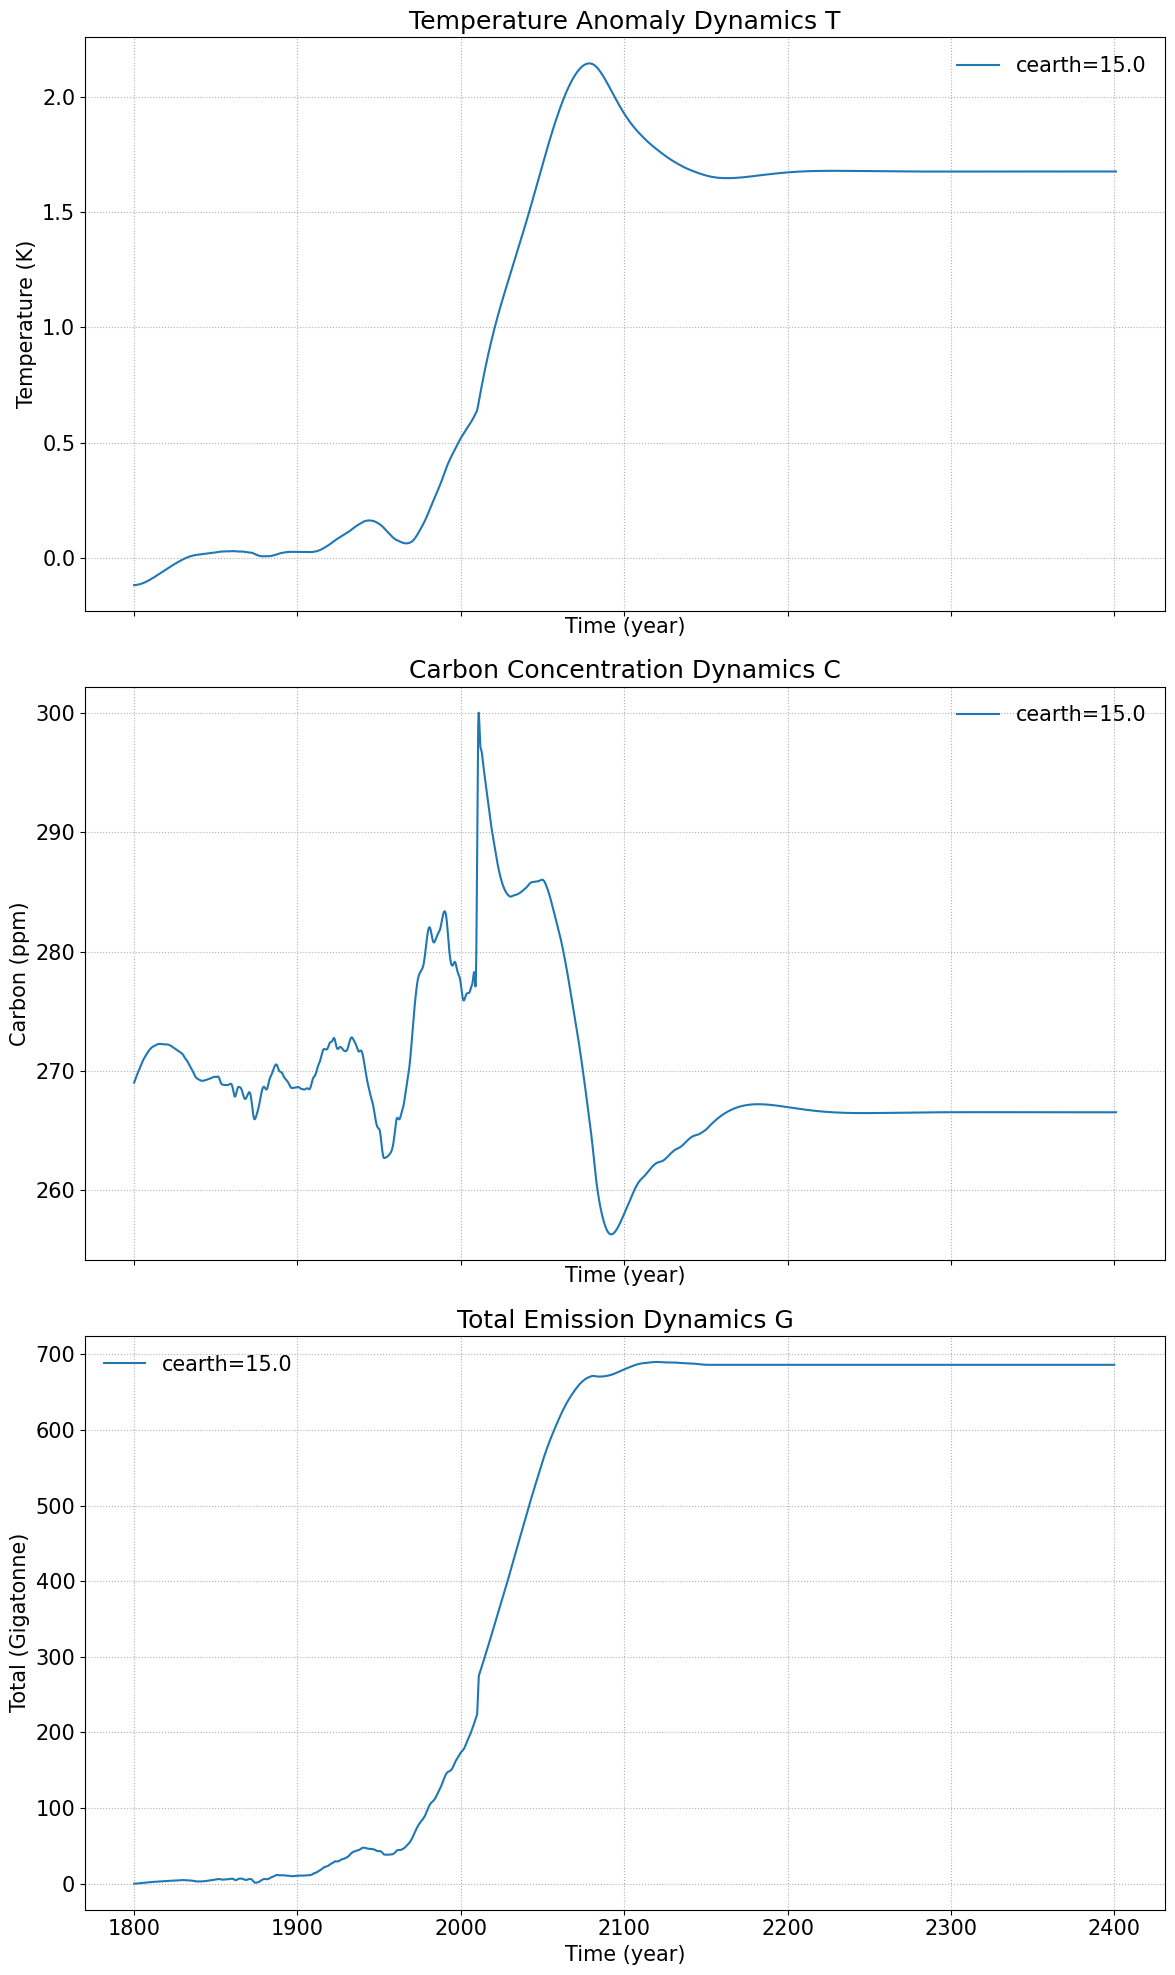 Temperature Anomaly Dynamics T
cearth=15.0
2.0
1.5
1.0
0.5
0.0
Temperature (K)
Time (year)
Carbon Concentration Dynamics C
cearth=15.0
300
290
280
270
260
Carbon (ppm)
Time (year)
Total Emission Dynamics G
cearth=15.0
700
600
500
400
300
200
100
0
Total (Gigatonne)
1800 1900 2000 2100 2200 2300 2400
Time (year)